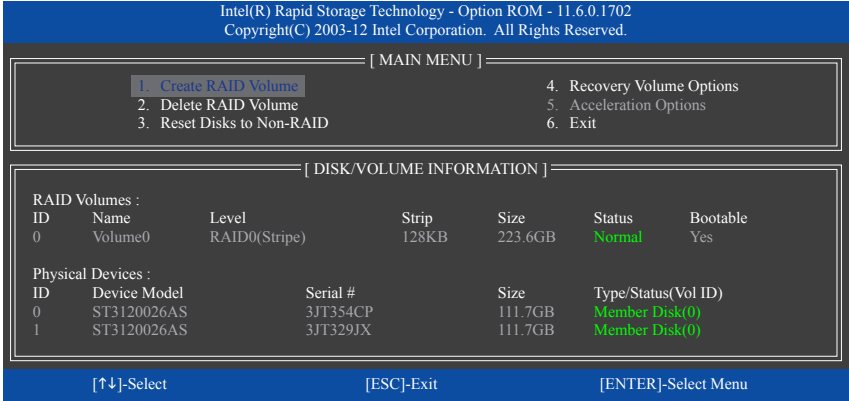 Intel(R) Rapid Storage Technology - Option ROM - 11.6.0.1702
Copyright(C) 2003-12 Intel Corporation.  All Rights Reserved.
[ MAIN MENU ]
1. Create RAID Volume
2. Delete RAID Volume
3. Reset Disks to Non-RAID
4. Recovery Volume Options
5. Acceleration Options
6. Exit
[ DISK/VOLUME INFORMATION ]
RAID Volumes :
ID Name Level Strip Size Status Bootable
0 Volume0 RAID0(Stripe) 128KB 223.6GB Normal Yes
Physical Devices :
ID Device Model Serial # Size Type/Status(Vol ID)
0 ST3120026AS 3JT354CP 111.7GB Member Disk(0)
1 ST3120026AS 3JT329JX 111.7GB Member Disk(0)
[↑↓]-Select [ESC]-Exit [ENTER]-Select Menu